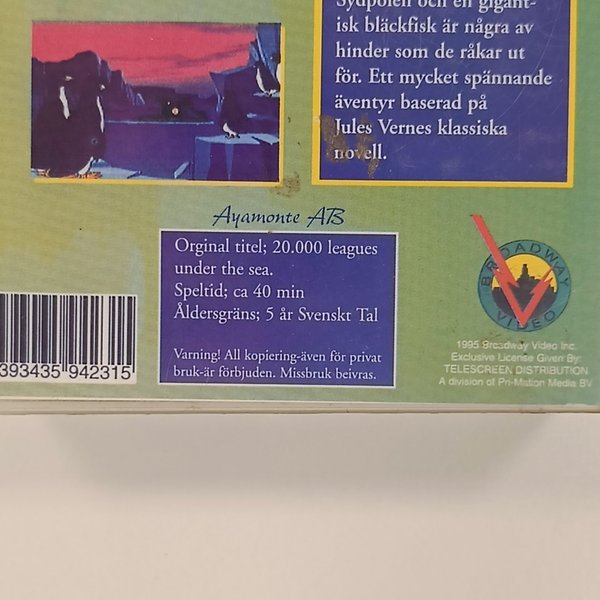 Sydpolen och en gigant-
isk bläckfisk är några av
hinder som de råkar ut
för. Ett mycket spännande
äventyr baserad på
Jules Vernes klassiska
novell.
Ayamonte AB
Orginal titel; 20.000 leagues
under the sea.
Speltid; ca 40 min
Åldersgräns; 5 år Svenskt Tal
Varning! All kopiering-även för privat
bruk-är förbjuden. Missbruk beivras.
393435 942315
BROADWAY
VIDEO
1995 Broadway Video Inc.
Exclusive License Given By:
TELESCREEN DISTRIBUTION
A division of Pri-Mation Media BV